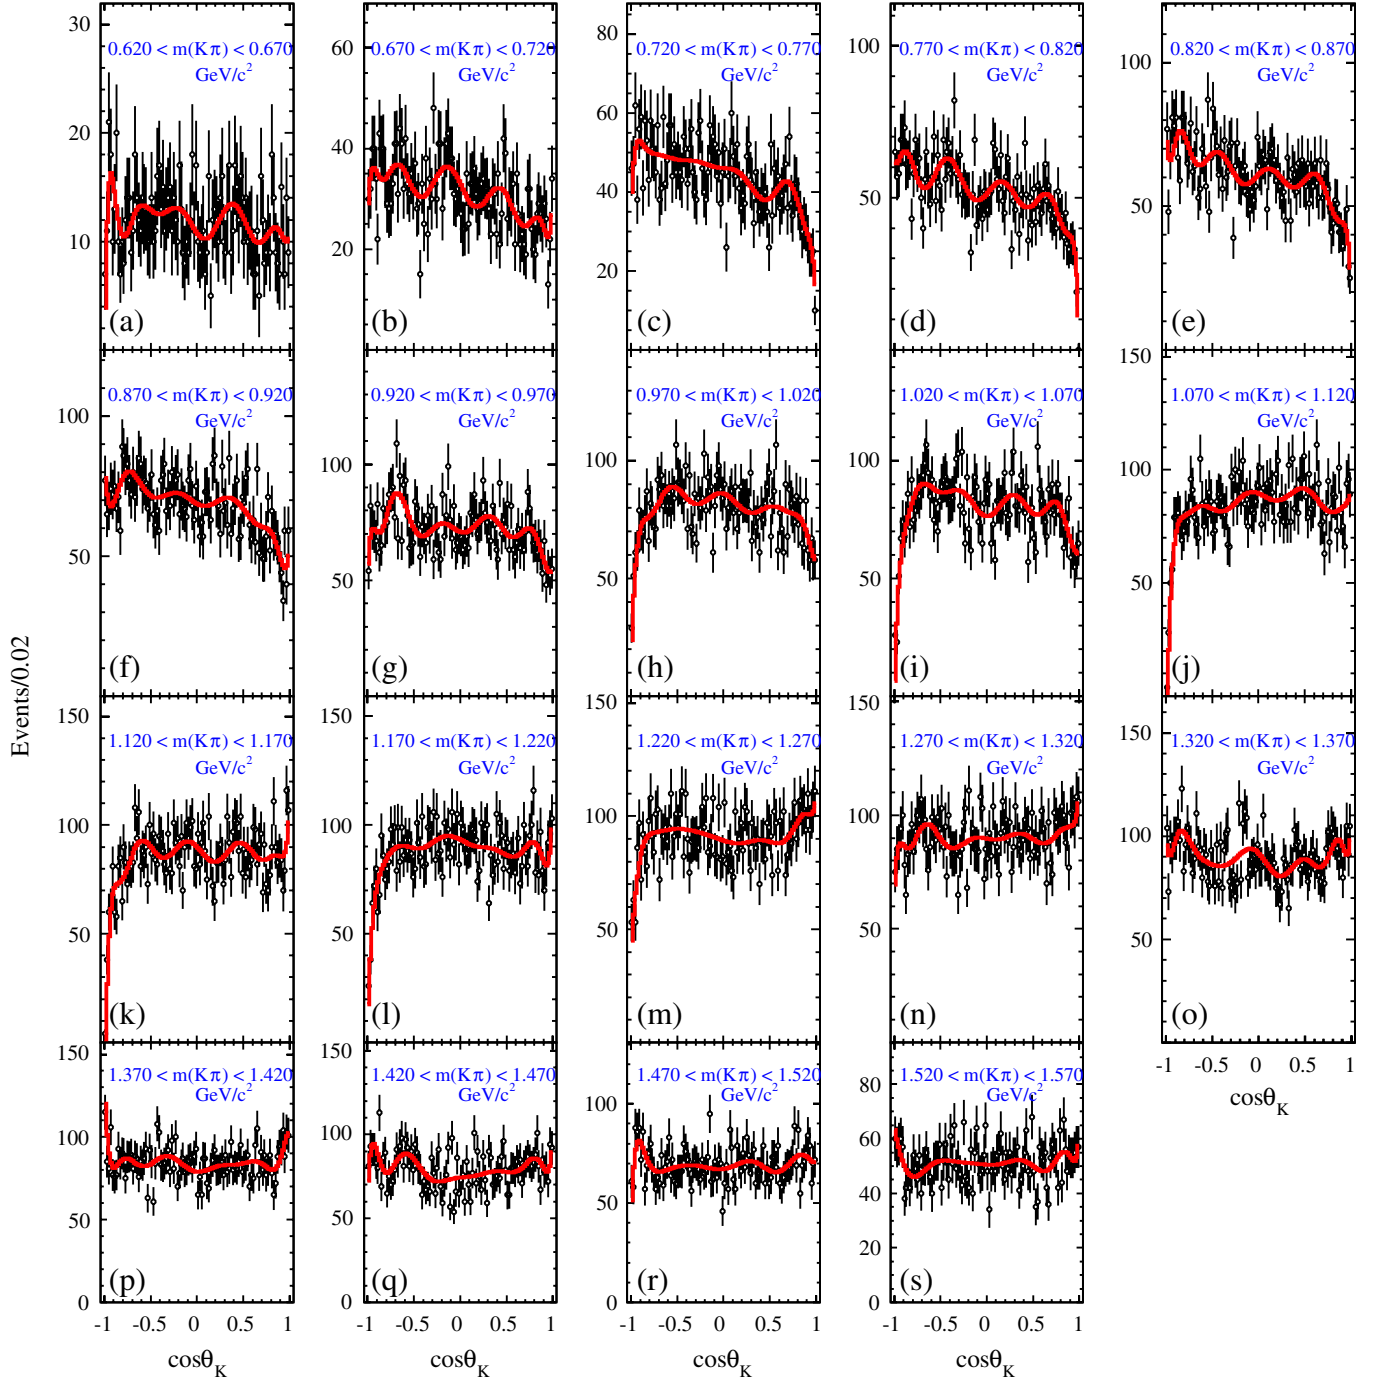 30
20
10
0.620 < m(Kπ) < 0.670
GeV/c²
(a)
60
40
20
0.670 < m(Kπ) < 0.720
GeV/c²
(b)
80
60
40
20
0.720 < m(Kπ) < 0.770
GeV/c²
(c)
100
50
0.770 < m(Kπ) < 0.820
GeV/c²
(d)
100
50
0.820 < m(Kπ) < 0.870
GeV/c²
(e)
100
50
0.870 < m(Kπ) < 0.920
GeV/c²
(f)
100
50
0.920 < m(Kπ) < 0.970
GeV/c²
(g)
100
50
0.970 < m(Kπ) < 1.020
GeV/c²
(h)
100
50
1.020 < m(Kπ) < 1.070
GeV/c²
(i)
150
100
50
1.070 < m(Kπ) < 1.120
GeV/c²
(j)
Events/0.02
150
100
50
1.120 < m(Kπ) < 1.170
GeV/c²
(k)
150
100
50
1.170 < m(Kπ) < 1.220
GeV/c²
(l)
150
100
50
1.220 < m(Kπ) < 1.270
GeV/c²
(m)
150
100
50
1.270 < m(Kπ) < 1.320
GeV/c²
(n)
150
100
50
1.320 < m(Kπ) < 1.370
GeV/c²
(o)
-1 -0.5 0 0.5 1
cosθ_K
150
100
50
0
1.370 < m(Kπ) < 1.420
GeV/c²
(p)
-1 -0.5 0 0.5 1
cosθ_K
150
100
50
0
1.420 < m(Kπ) < 1.470
GeV/c²
(q)
-1 -0.5 0 0.5 1
cosθ_K
100
50
0
1.470 < m(Kπ) < 1.520
GeV/c²
(r)
-1 -0.5 0 0.5 1
cosθ_K
80
60
40
20
0
1.520 < m(Kπ) < 1.570
GeV/c²
(s)
-1 -0.5 0 0.5 1
cosθ_K